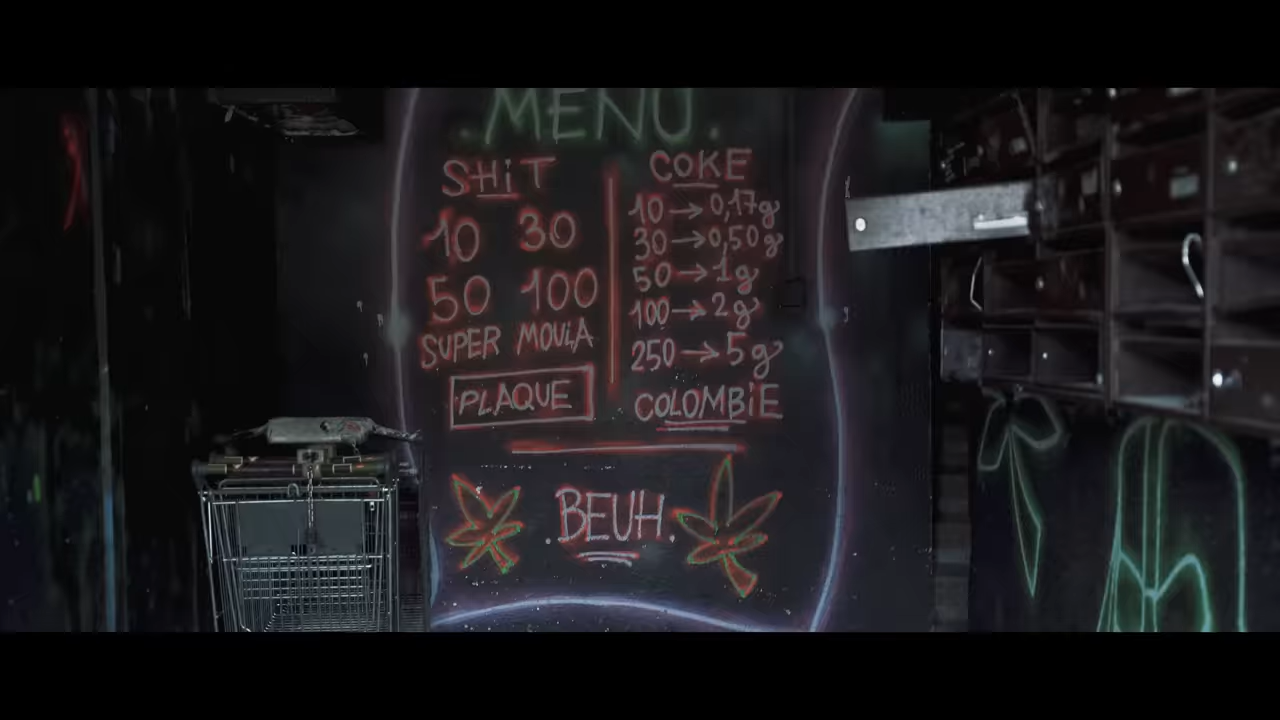 MENU
SHiT
10 30
50 100
SUPER MOULA
PLAQUE
COKE
10 → 0,17g
30 → 0,50g
50 → 1g
100 → 2g
250 → 5g
COLOMBiE
. BEUH .